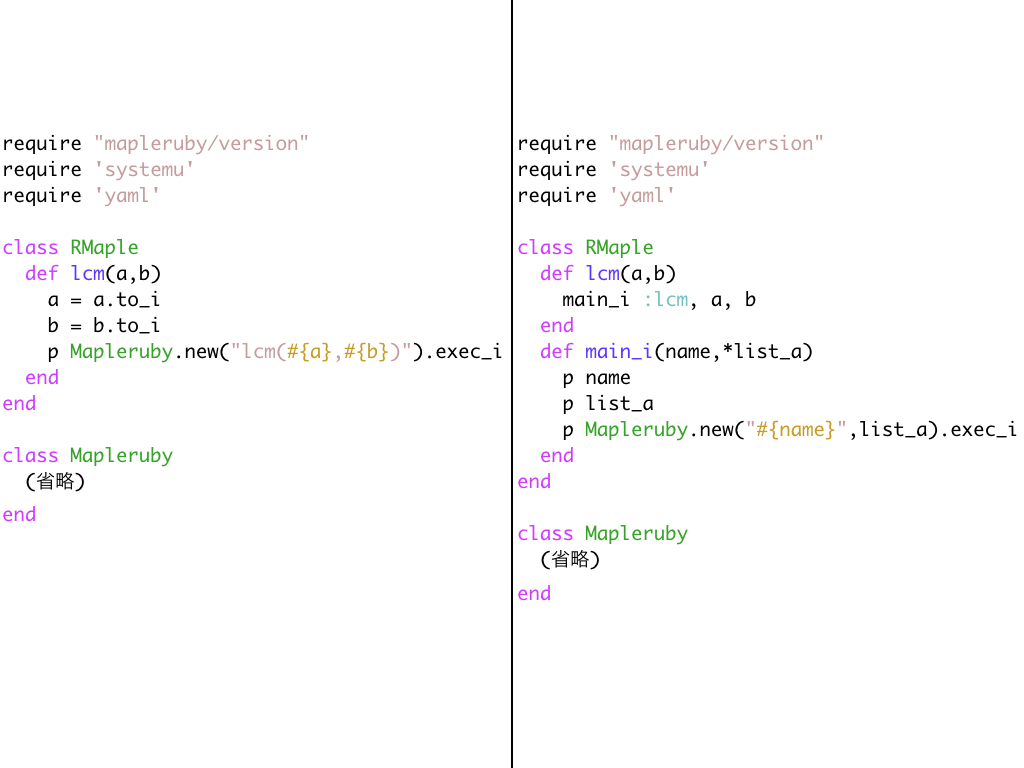 require "mapleruby/version"
require 'systemu'
require 'yaml'

class RMaple
  def lcm(a,b)
    a = a.to_i
    b = b.to_i
    p Mapleruby.new("lcm(#{a},#{b})").exec_i
  end
end

class Mapleruby
  (省略)
end

require "mapleruby/version"
require 'systemu'
require 'yaml'

class RMaple
  def lcm(a,b)
    main_i :lcm, a, b
  end
  def main_i(name,*list_a)
    p name
    p list_a
    p Mapleruby.new("#{name}",list_a).exec_i
  end
end

class Mapleruby
  (省略)
end